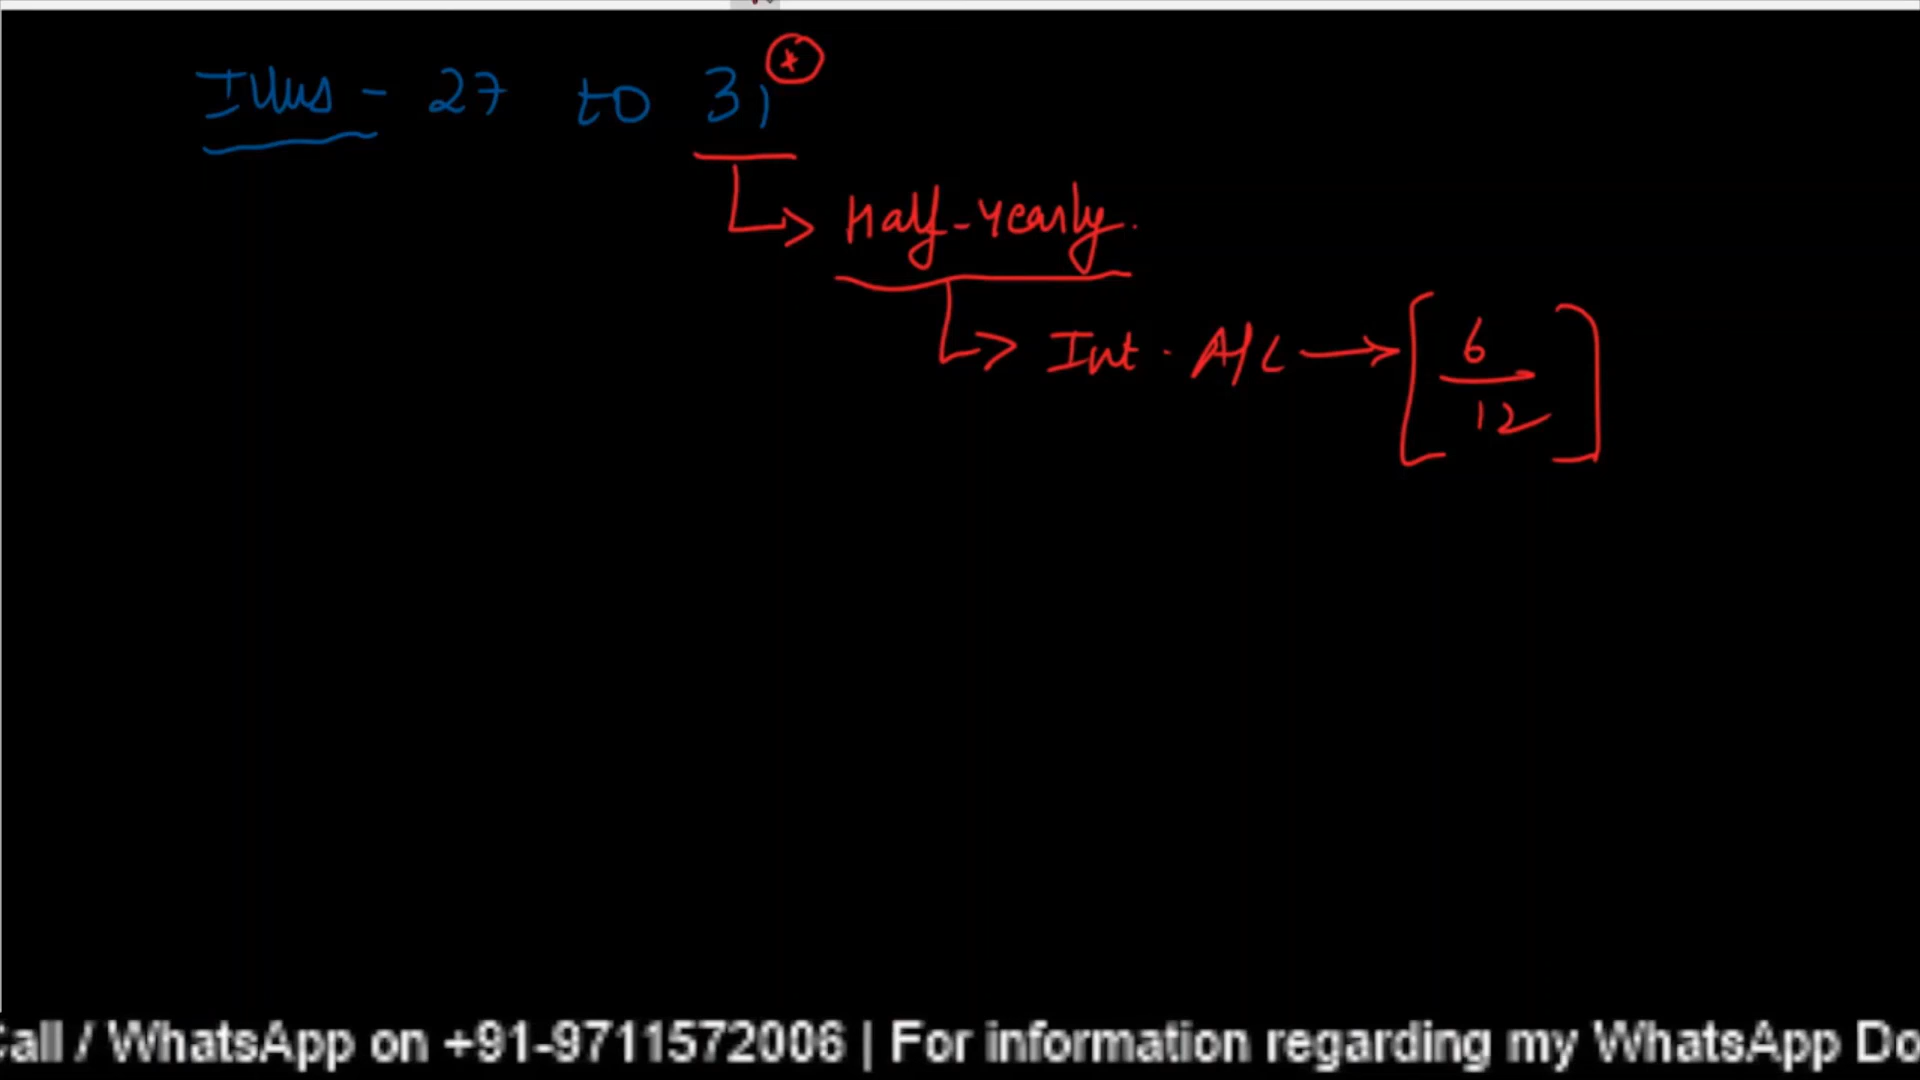 Illus - 27 to 31 *
Half-Yearly.
Int. A/c → [6/12]
Call / WhatsApp on +91-9711572006 | For information regarding my WhatsApp Do